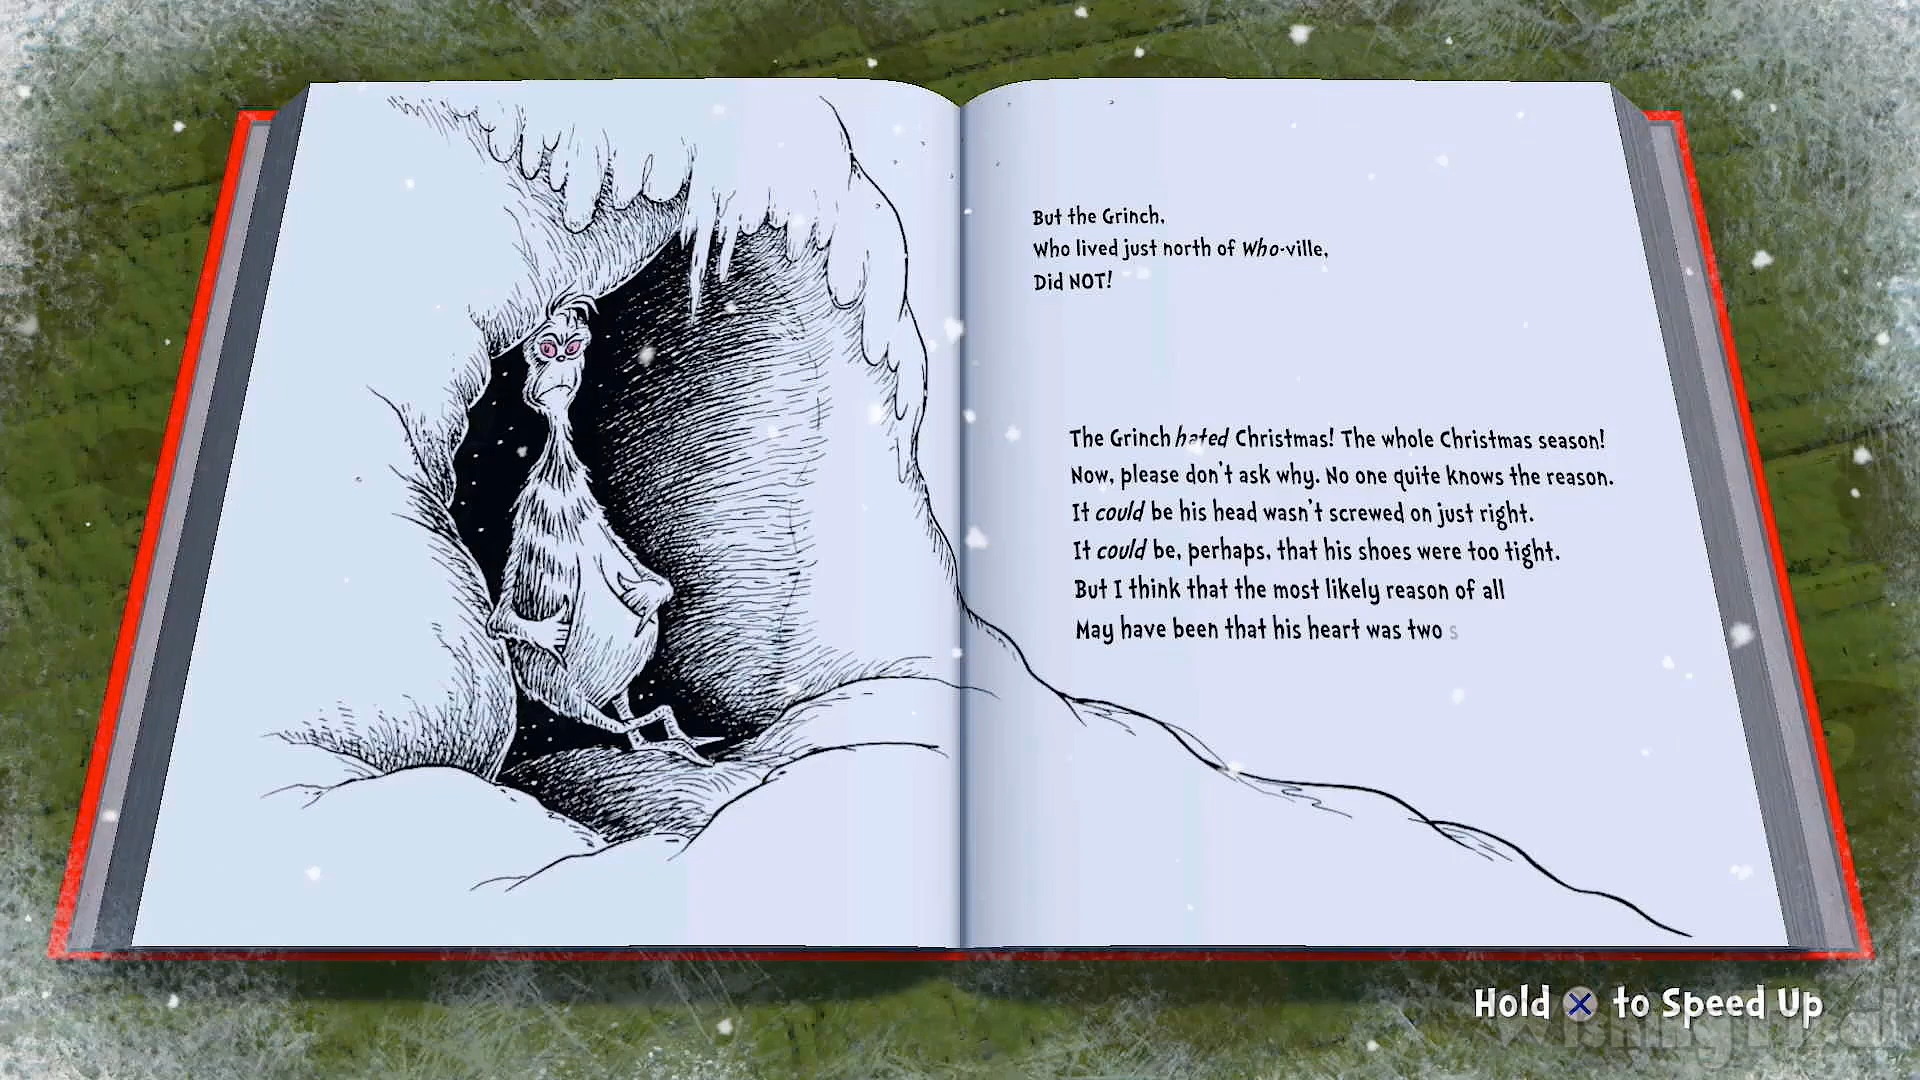 But the Grinch,
Who lived just north of Who-ville,
Did NOT!
The Grinch hated Christmas! The whole Christmas season!
Now, please don't ask why. No one quite knows the reason.
It could be his head wasn't screwed on just right.
It could be, perhaps, that his shoes were too tight.
But I think that the most likely reason of all
May have been that his heart was two s
Hold ✕ to Speed Up